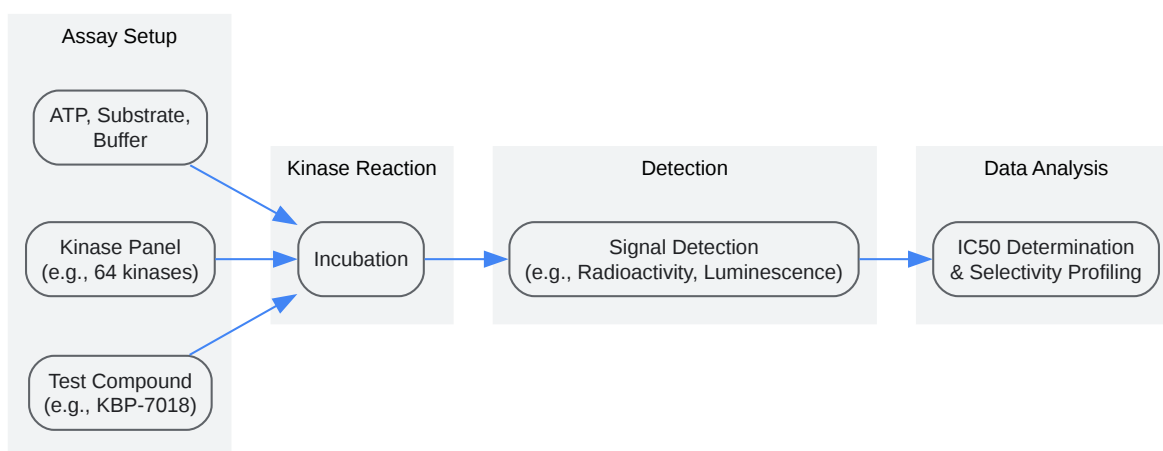 Assay Setup
ATP, Substrate,
Buffer
Kinase Panel
(e.g., 64 kinases)
Test Compound
(e.g., KBP-7018)
Kinase Reaction
Incubation
Detection
Signal Detection
(e.g., Radioactivity, Luminescence)
Data Analysis
IC50 Determination
& Selectivity Profiling